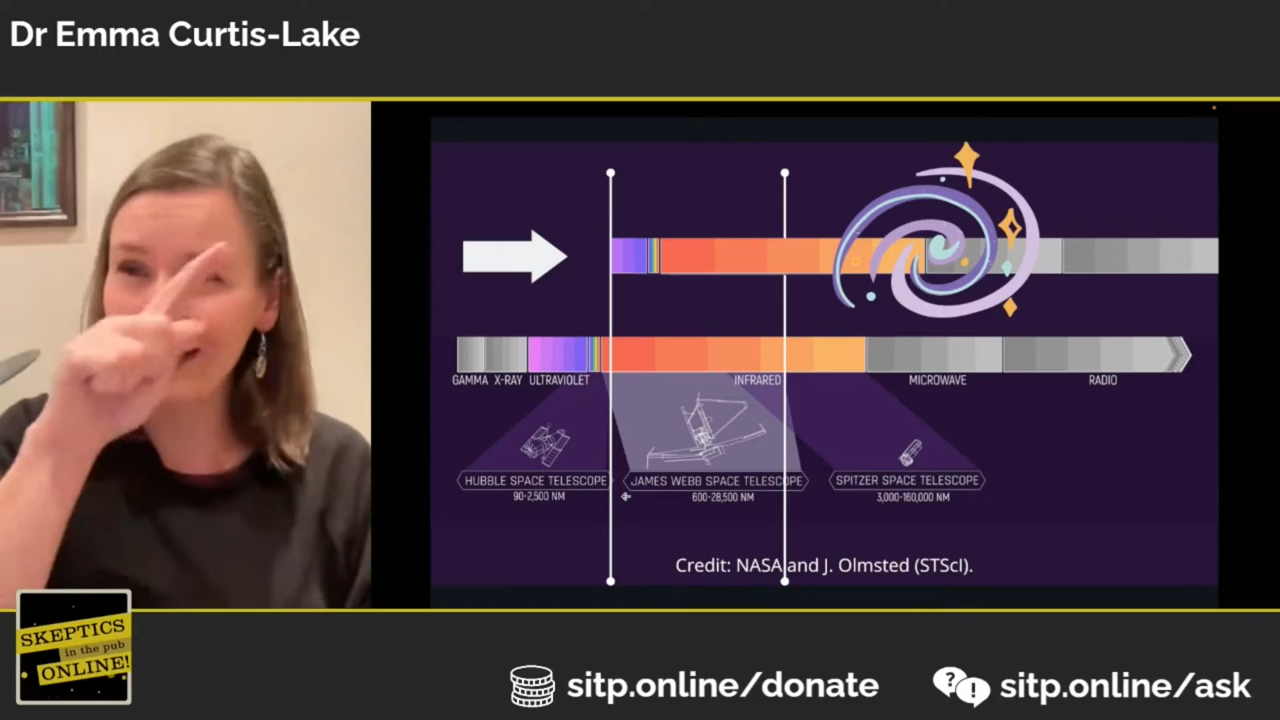 Dr Emma Curtis-Lake
GAMMA X-RAY ULTRAVIOLET INFRARED MICROWAVE RADIO
HUBBLE SPACE TELESCOPE JAMES WEBB SPACE TELESCOPE SPITZER SPACE TELESCOPE
90-2,500 NM 600-28,500 NM 3,000-160,000 NM
Credit: NASA and J. Olmsted (STScI).
SKEPTICS
in the pub
ONLINE!
sitp.online/donate
? ! sitp.online/ask